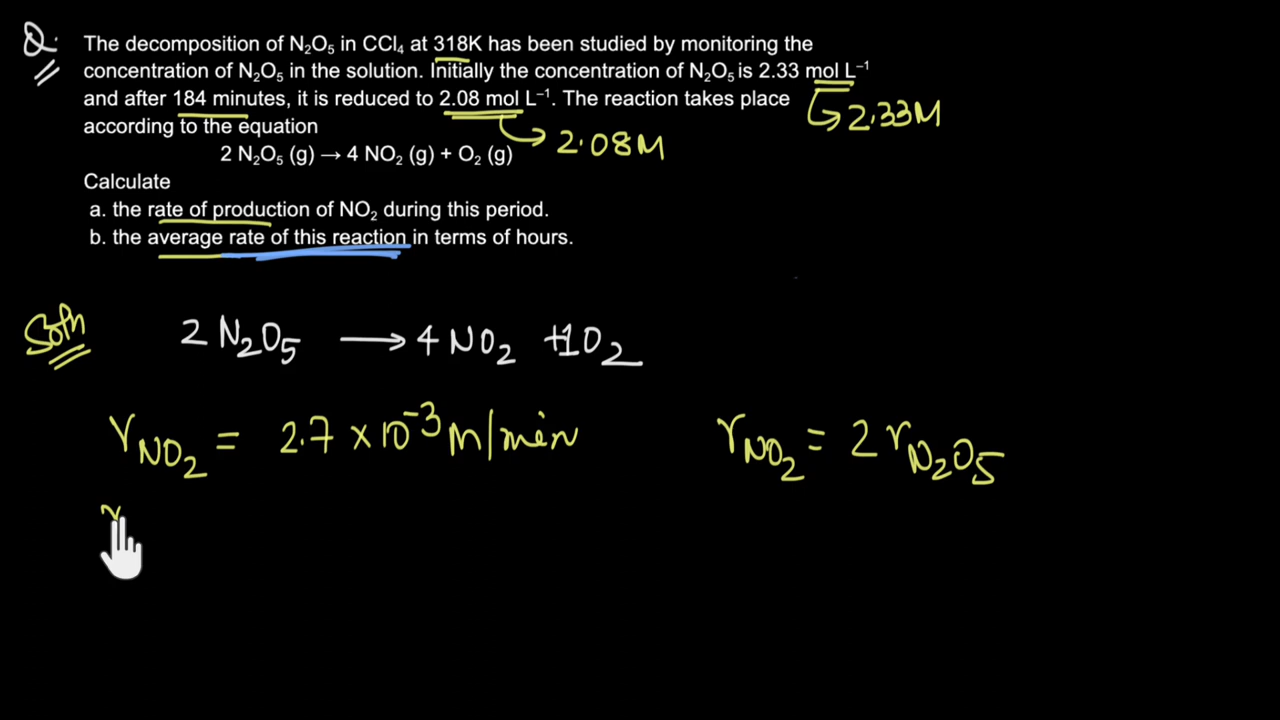 Q.
The decomposition of N₂O₅ in CCl₄ at 318K has been studied by monitoring the
concentration of N₂O₅ in the solution. Initially the concentration of N₂O₅ is 2.33 mol L⁻¹
and after 184 minutes, it is reduced to 2.08 mol L⁻¹. The reaction takes place
2.33M
according to the equation
2.08M
2 N₂O₅ (g) → 4 NO₂ (g) + O₂ (g)
Calculate
a. the rate of production of NO₂ during this period.
b. the average rate of this reaction in terms of hours.
Soln
2 N₂O₅ → 4 NO₂ + 1O₂
r NO₂ = 2.7 × 10⁻³ M/min
r NO₂ = 2 r N₂O₅